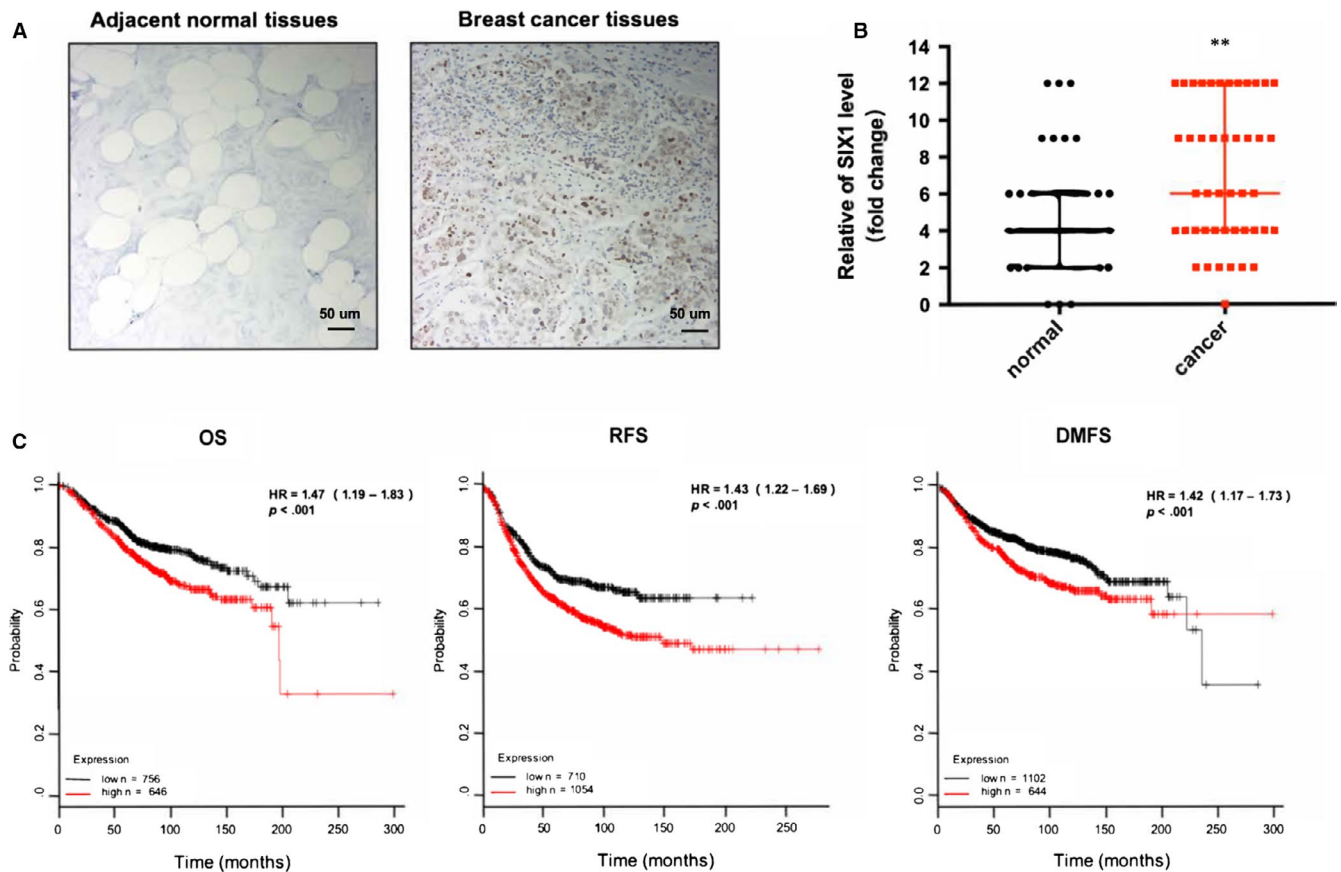 A
Adjacent normal tissues
50 um
Breast cancer tissues
50 um
B
**
Relative of SIX1 level
(fold change)
14
12
10
8
6
4
2
0
normal
cancer
C
OS
HR = 1.47 ( 1.19 – 1.83 )
p < .001
Probability
1.0
0.8
0.6
0.4
0.2
.0
Expression
low n = 756
high n = 646
0 50 100 150 200 250 300
Time (months)
RFS
HR = 1.43 ( 1.22 – 1.69 )
p < .001
Probability
1.0
0.8
0.6
0.4
0.2
.0
Expression
low n = 710
high n = 1054
0 50 100 150 200 250
Time (months)
DMFS
HR = 1.42 ( 1.17 – 1.73 )
p < .001
Probability
1.0
0.8
0.6
0.4
0.2
0.0
Expression
low n = 1102
high n = 644
0 50 100 150 200 250 300
Time (months)